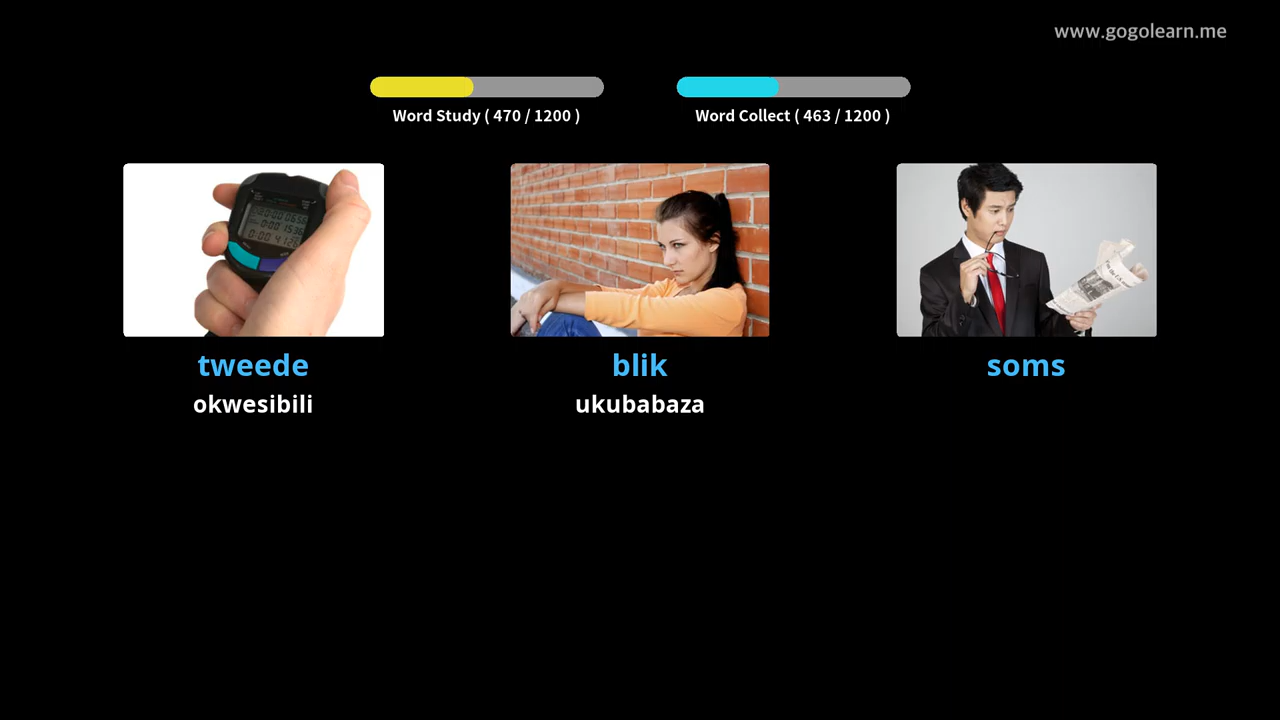 www.gogolearn.me
Word Study ( 470 / 1200 )
Word Collect ( 463 / 1200 )
tweede
blik
soms
okwesibili
ukubabaza